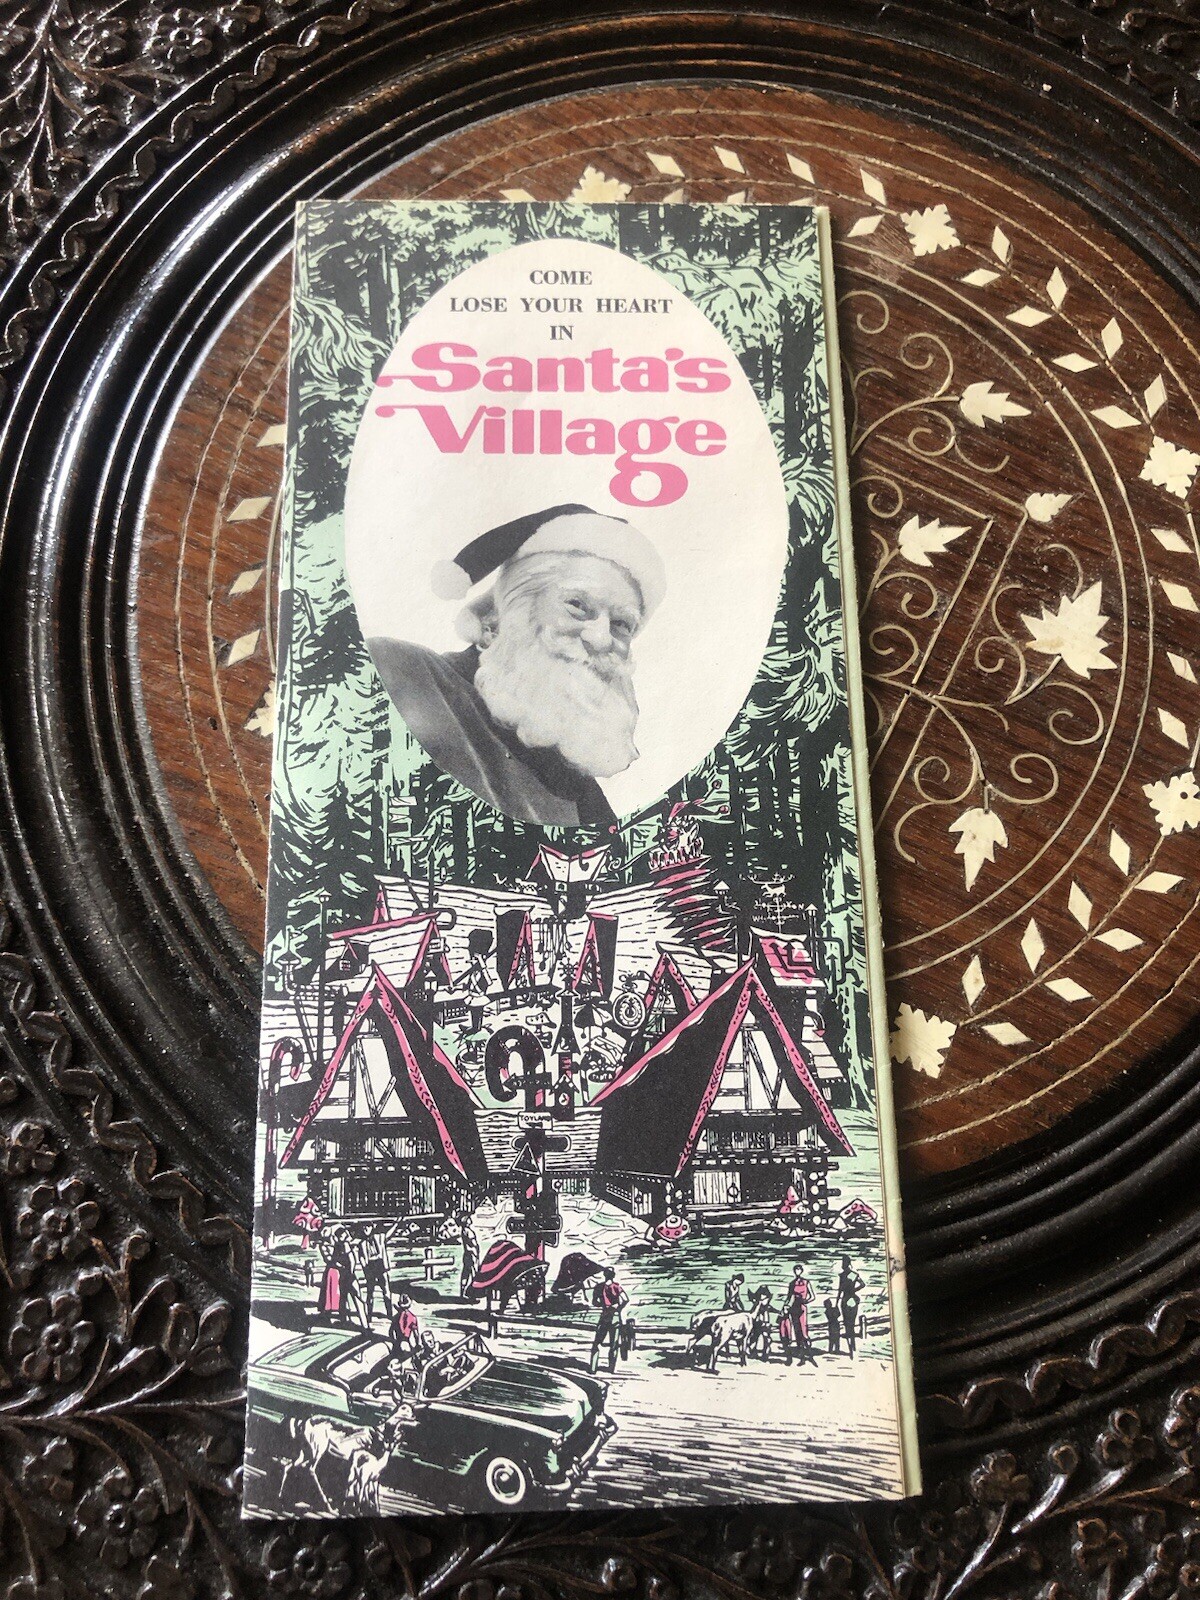 COME
LOSE YOUR HEART
IN
Santa's
Village
TOYLAND